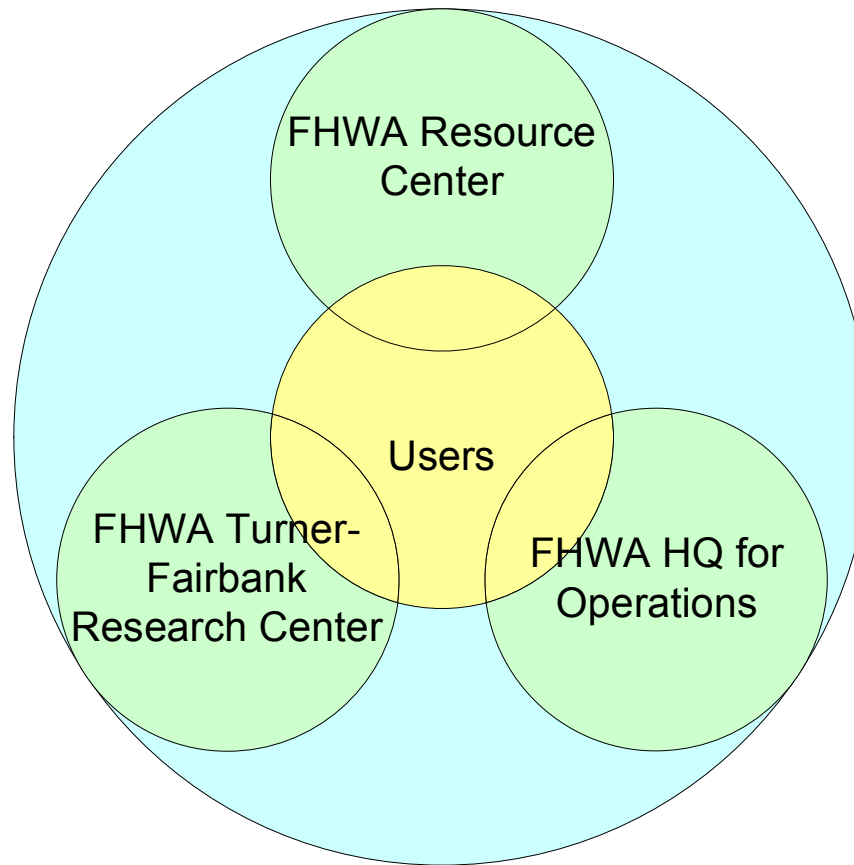 FHWA Resource
Center
Users
FHWA Turner-
Fairbank
Research Center
FHWA HQ for
Operations